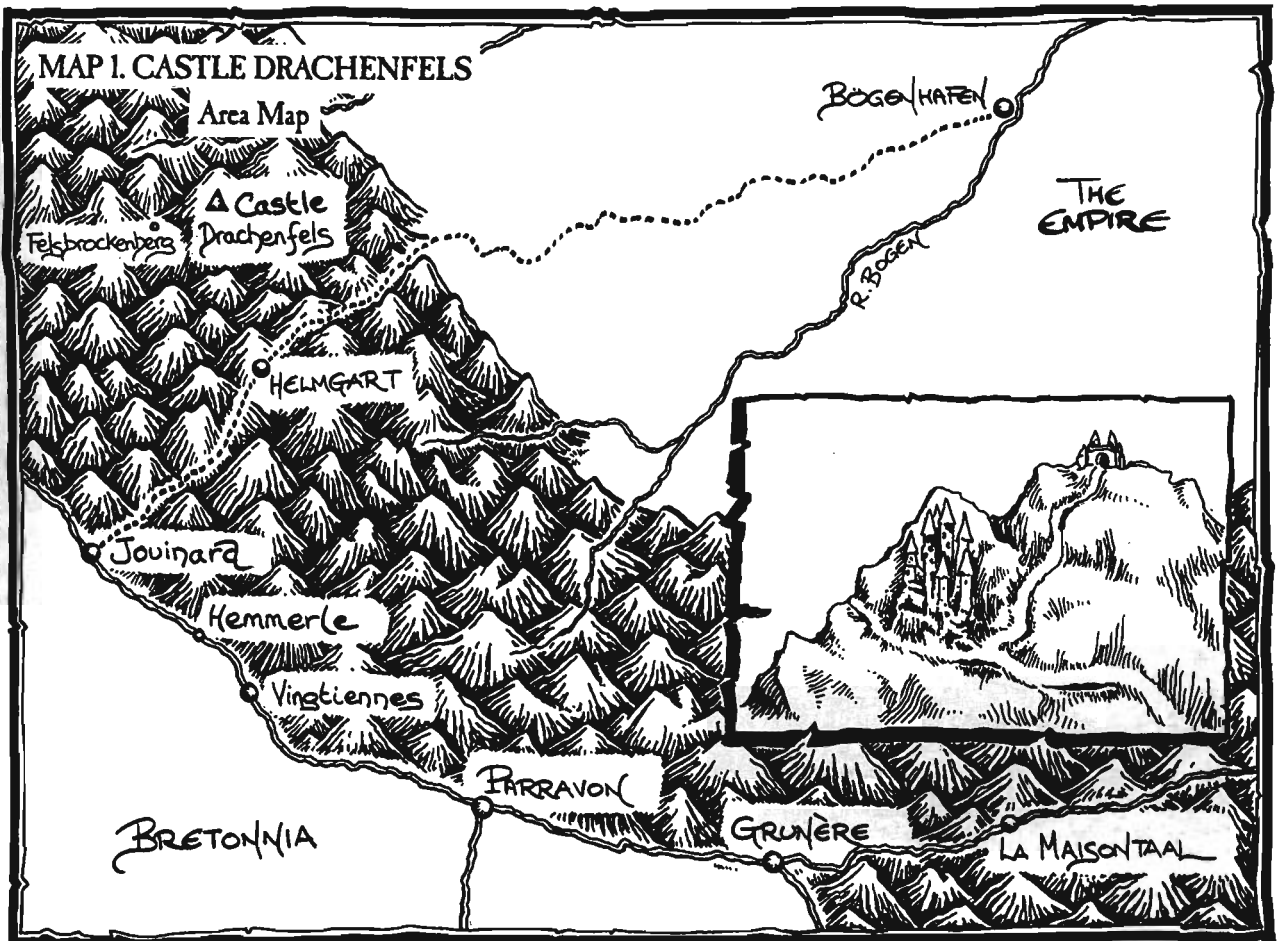 MAP 1. CASTLE DRACHENFELS
Area Map
BÖGENHAFEN
THE
EMPIRE
Castle
Drachenfels
Felsbrockenberg
R. BOGEN
HELMGART
Jouinard
Hemmerle
Vingtiennes
PARRAVON
BRETONNIA
GRUNÈRE
LA MAISONTAAL